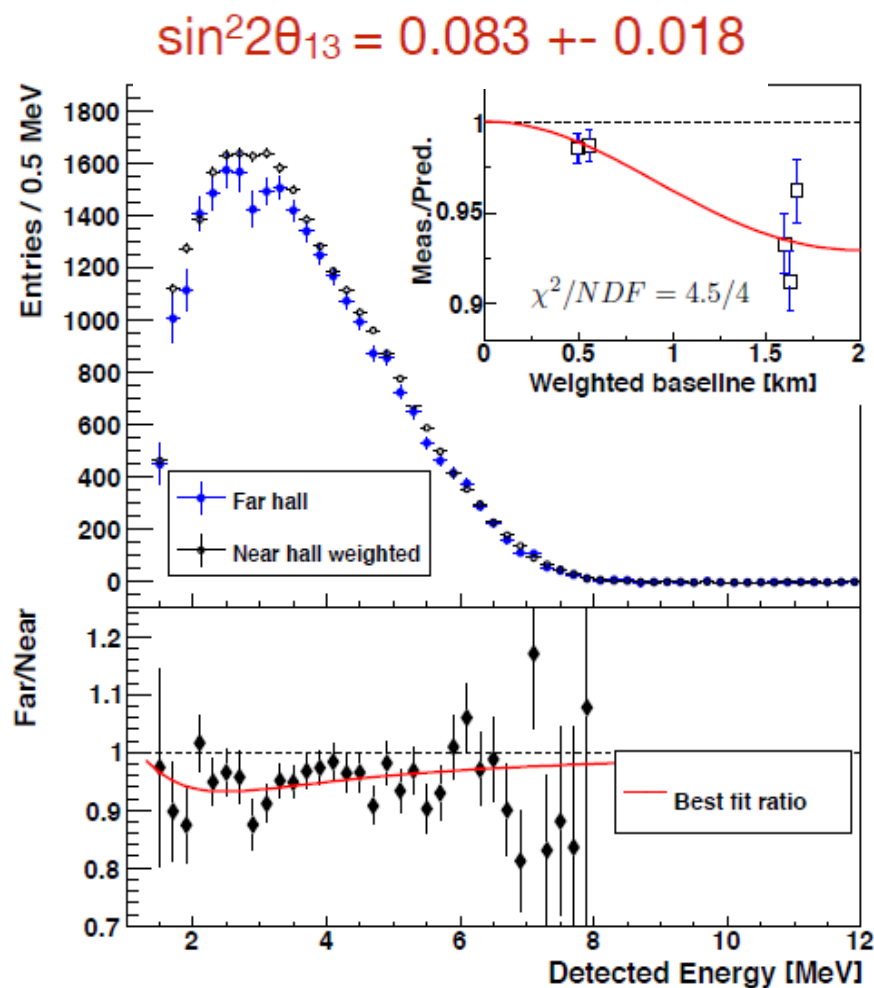 sin²2θ₁₃ = 0.083 +- 0.018
Entries / 0.5 MeV
1800
1600
1400
1200
1000
800
600
400
200
0
Far hall
Near hall weighted
Meas./Pred.
1
0.95
0.9
χ²/NDF = 4.5/4
0 0.5 1 1.5 2
Weighted baseline [km]
Far/Near
1.2
1.1
1
0.9
0.8
0.7
Best fit ratio
2 4 6 8 10 12
Detected Energy [MeV]